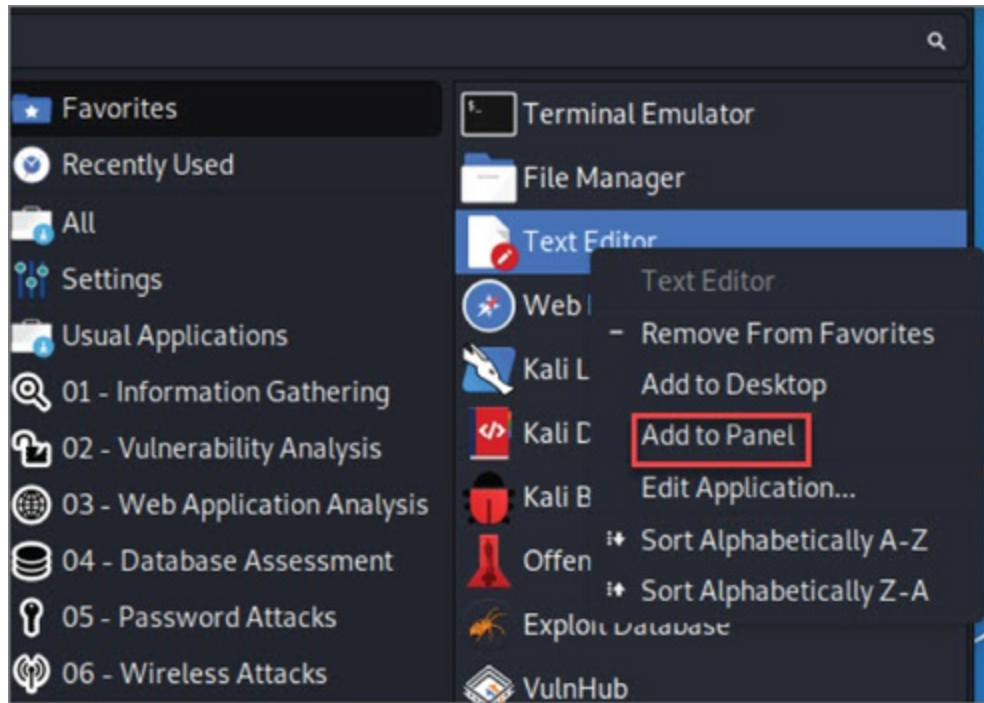 Favorites
Recently Used
All
Settings
Usual Applications
01 - Information Gathering
02 - Vulnerability Analysis
03 - Web Application Analysis
04 - Database Assessment
05 - Password Attacks
06 - Wireless Attacks
$_
Terminal Emulator
File Manager
Text Editor
Web
Kali L
</> Kali D
Kali B
Offen
Exploit Database
VulnHub
Text Editor
- Remove From Favorites
Add to Desktop
Add to Panel
Edit Application...
Sort Alphabetically A-Z
Sort Alphabetically Z-A